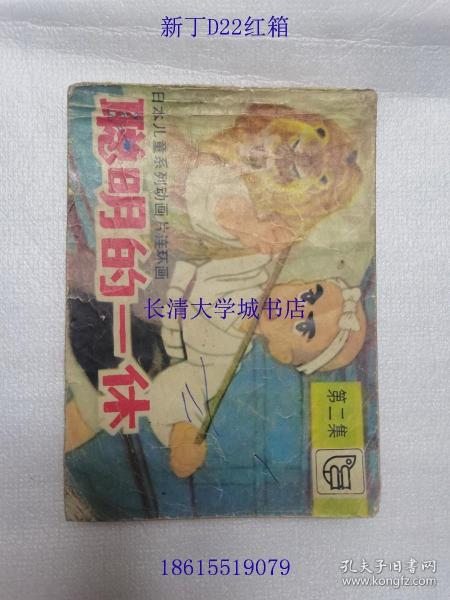 新丁D22红箱
日本儿童系列动画片连环画
聪明的一休
第二集
长清大学城书店
18615519079
孔夫子旧书网
www.kongfz.com